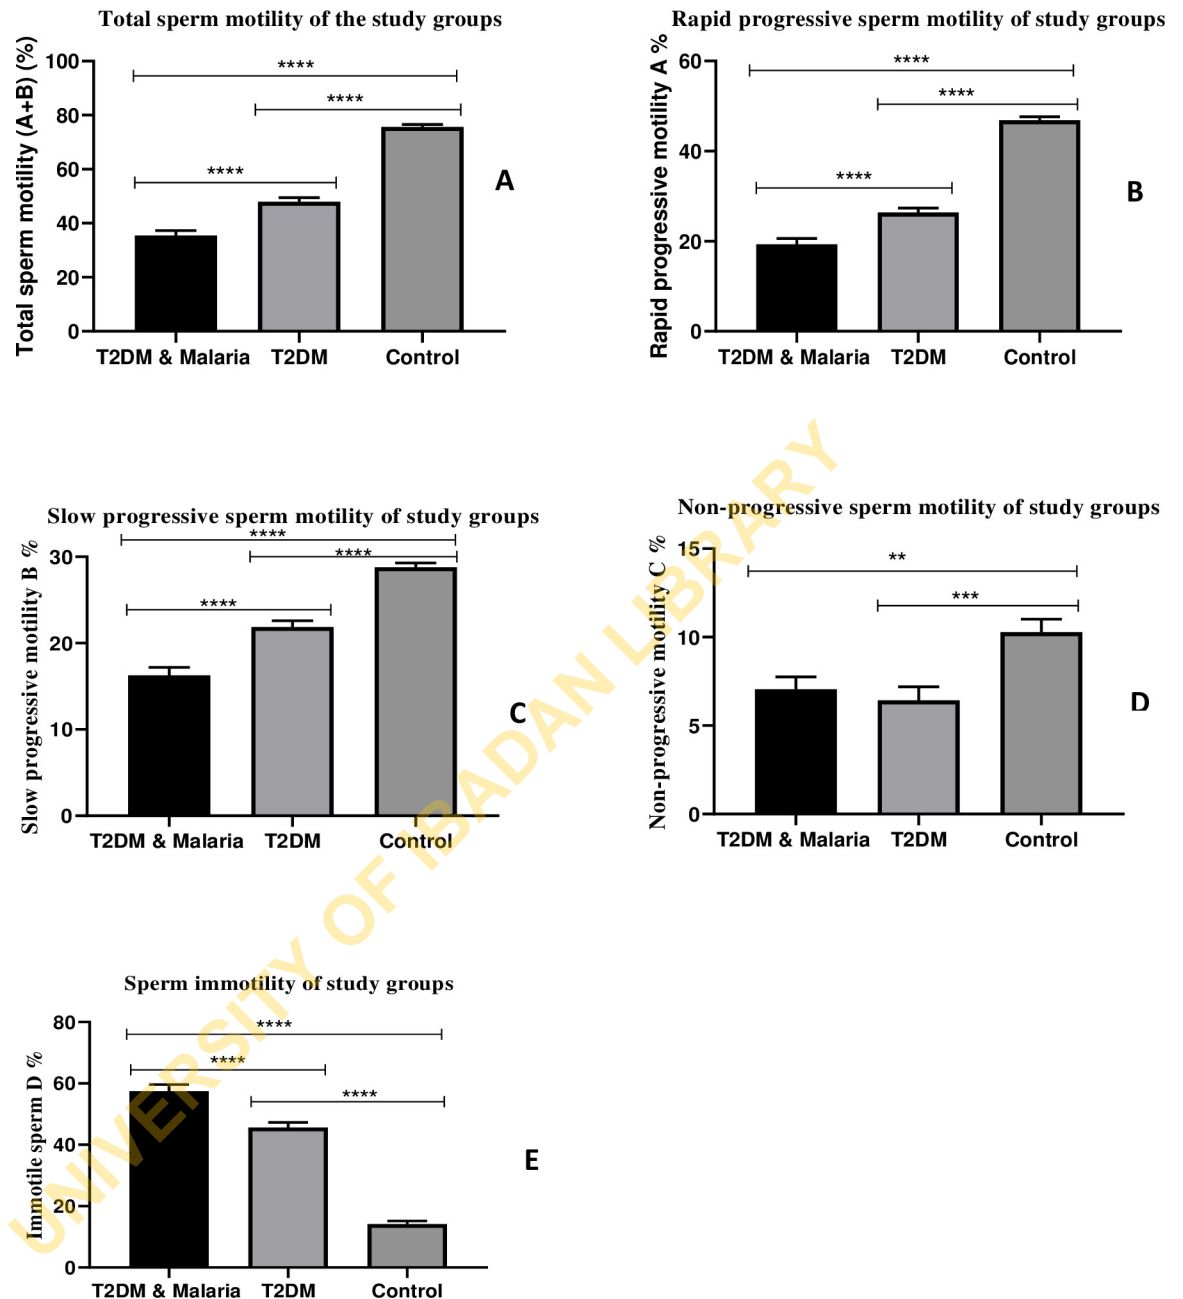 Total sperm motility of the study groups
Total sperm motility (A+B) (%)
100
80
60
40
20
0
****
****
****
T2DM & Malaria T2DM Control
A
Rapid progressive sperm motility of study groups
Rapid progressive motility A %
60
40
20
0
****
****
****
T2DM & Malaria T2DM Control
B
Slow progressive sperm motility of study groups
Slow progressive motility B %
30
20
10
0
****
****
****
T2DM & Malaria T2DM Control
C
Non-progressive sperm motility of study groups
Non-progressive motility C %
15
10
5
0
**
***
T2DM & Malaria T2DM Control
D
Sperm immotility of study groups
Immotile sperm D %
80
60
40
20
0
****
****
****
T2DM & Malaria T2DM Control
E
UNIVERSITY OF IBADAN LIBRARY